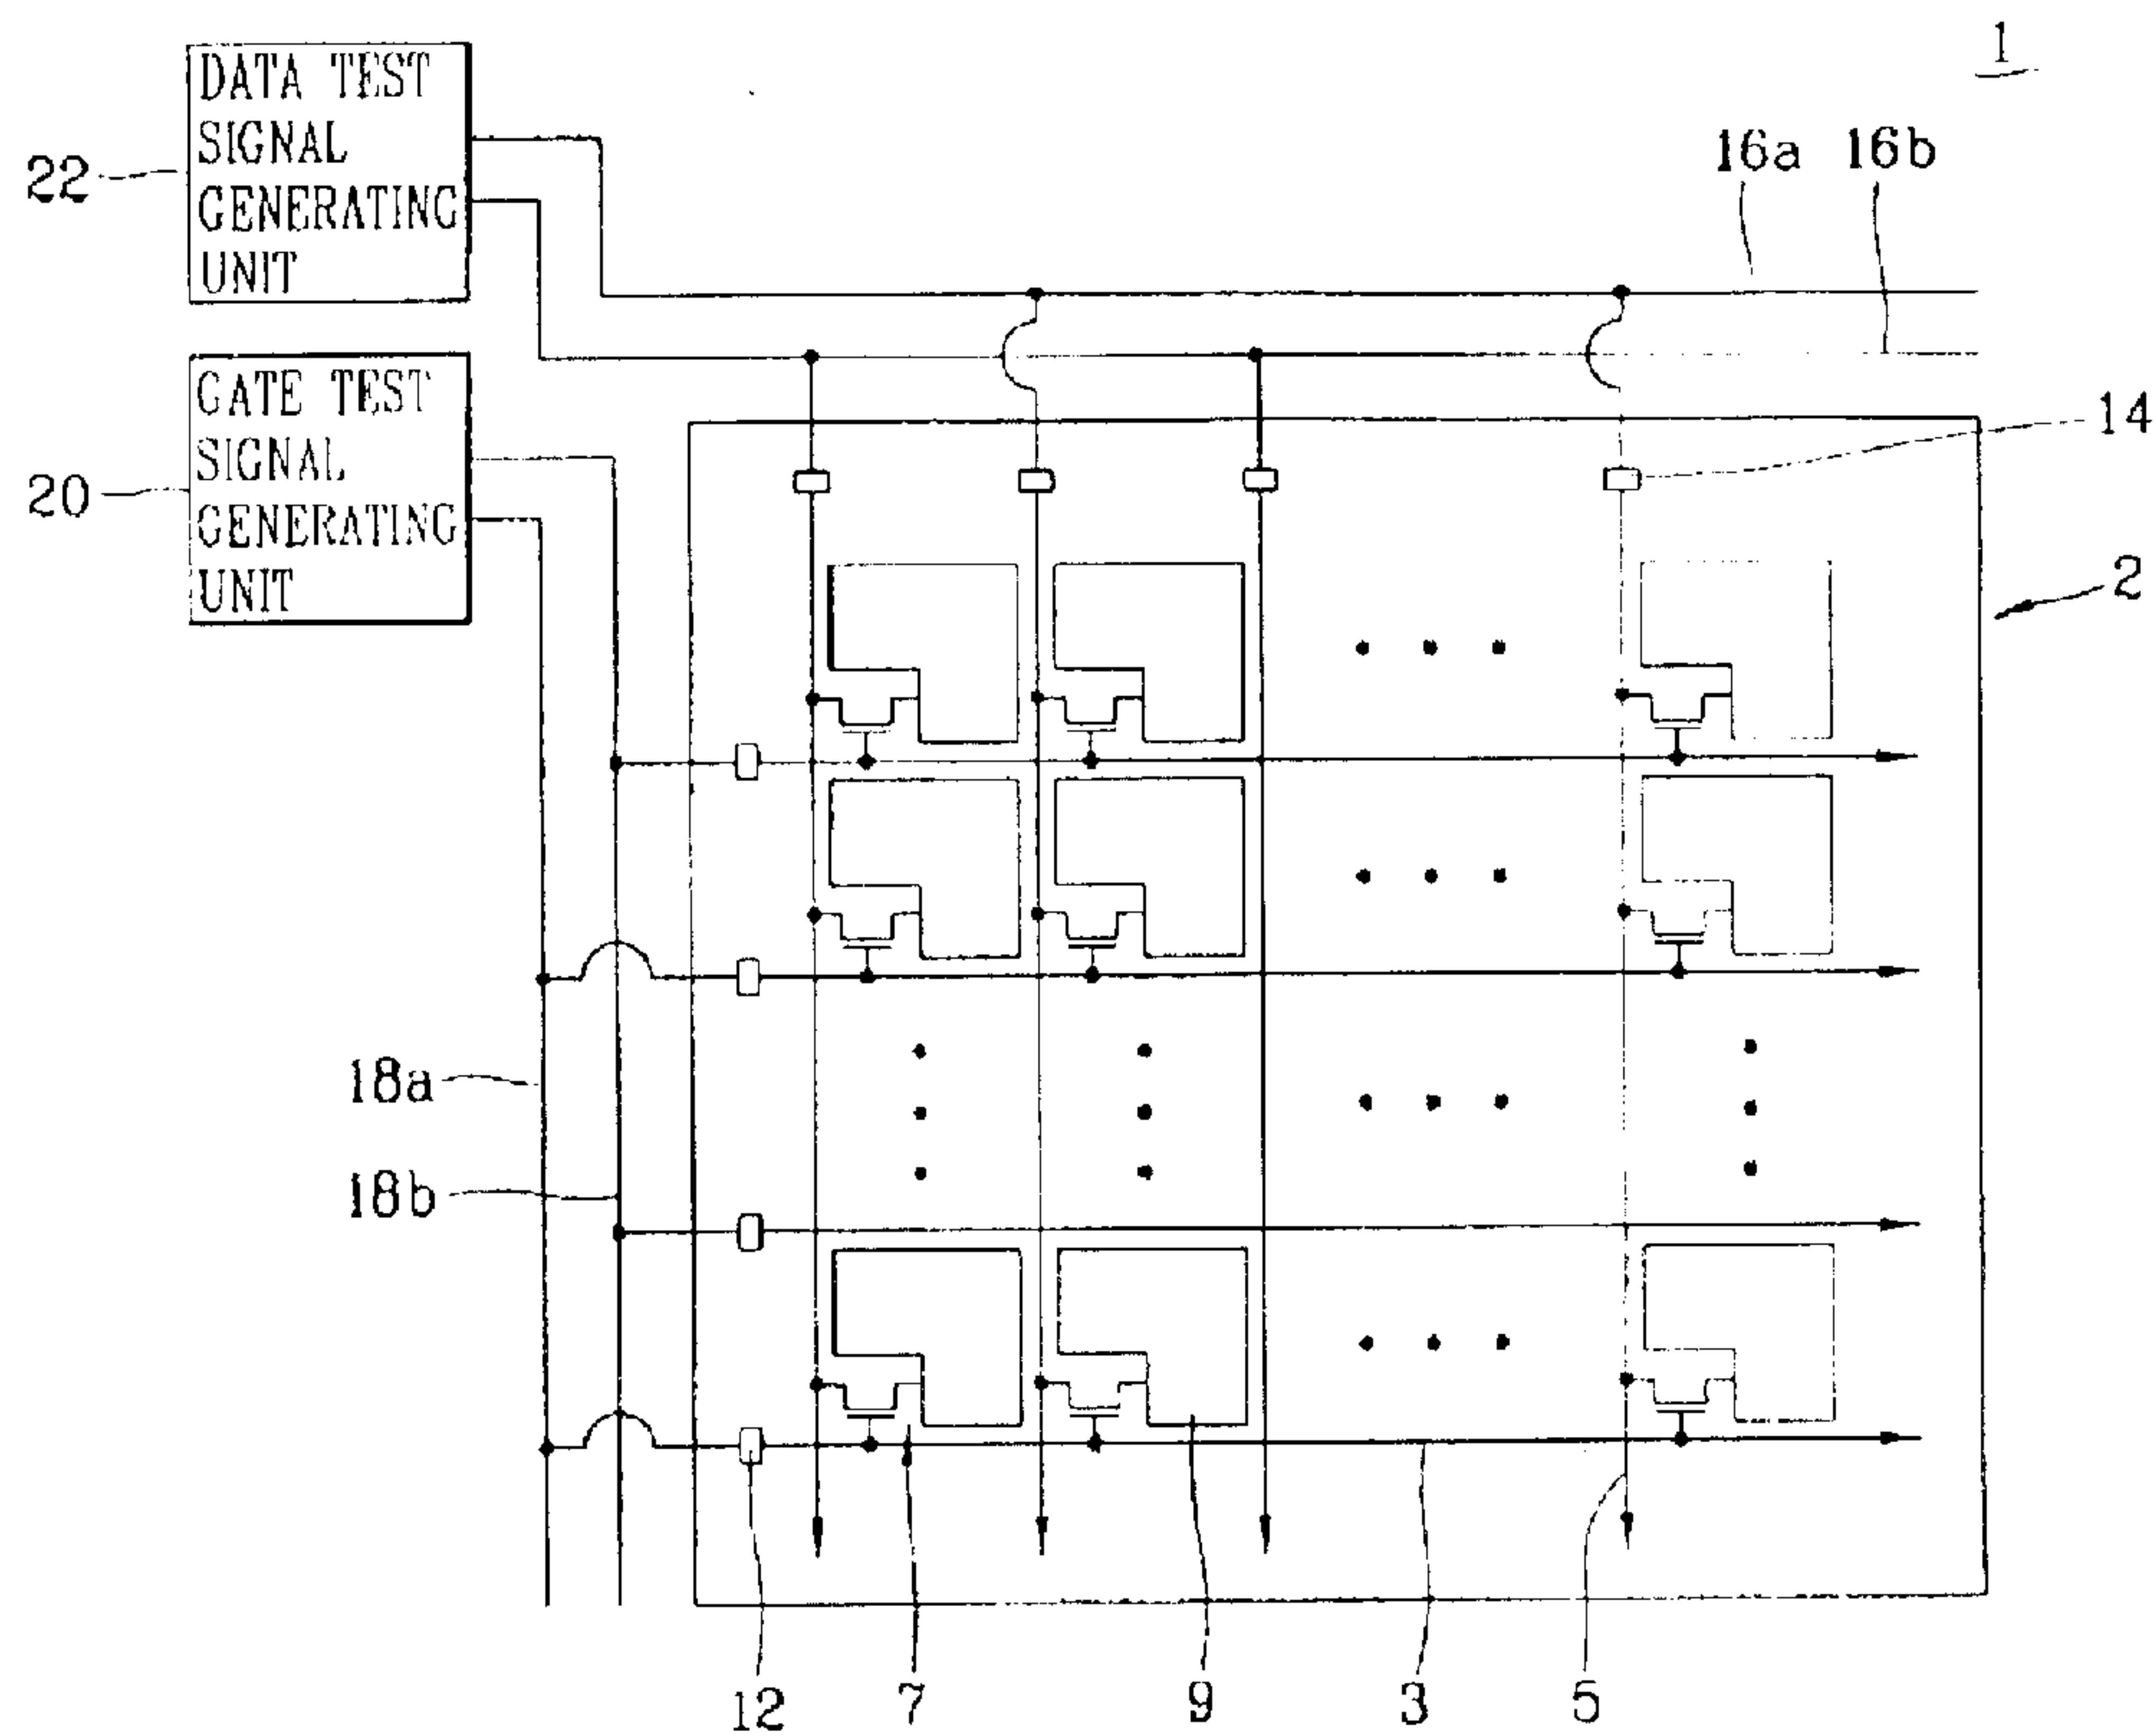 1
DATA TEST
SIGNAL
GENERATING
UNIT
22
16a 16b
GATE TEST
SIGNAL
GENERATING
UNIT
20
14
2
18a
18b
12
7
9
3
5